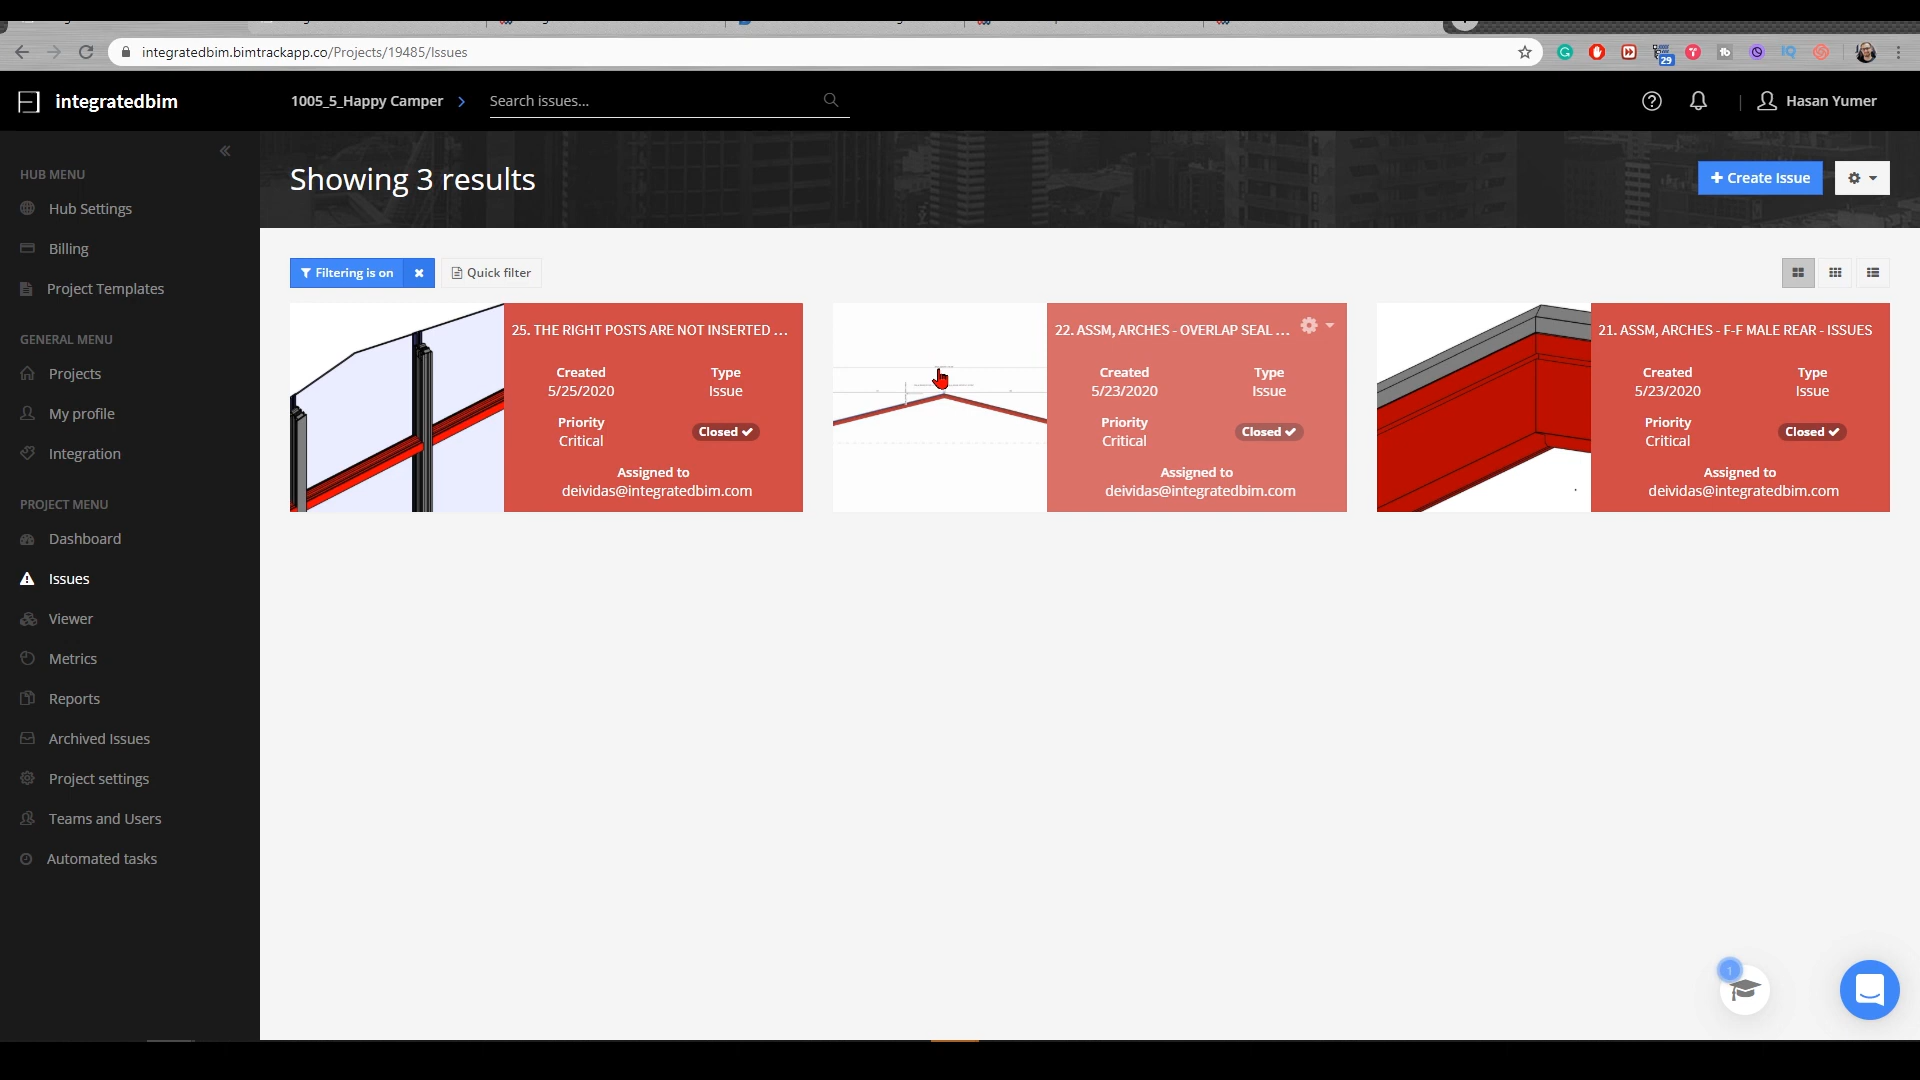 integratedbim.bimtrackapp.co/Projects/19485/Issues
29
integratedbim
1005_5_Happy Camper
Search issues...
Hasan Yumer
HUB MENU
Hub Settings
Billing
Project Templates
GENERAL MENU
Projects
My profile
Integration
PROJECT MENU
Dashboard
Issues
Viewer
Metrics
Reports
Archived Issues
Project settings
Teams and Users
Automated tasks
Showing 3 results
+ Create Issue
Filtering is on
Quick filter
25. THE RIGHT POSTS ARE NOT INSERTED ...
Created
Type
5/25/2020
Issue
Priority
Critical
Closed
Assigned to
deividas@integratedbim.com
22. ASSM, ARCHES - OVERLAP SEAL ...
Created
Type
5/23/2020
Issue
Priority
Critical
Closed
Assigned to
deividas@integratedbim.com
21. ASSM, ARCHES - F-F MALE REAR - ISSUES
Created
Type
5/23/2020
Issue
Priority
Critical
Closed
Assigned to
deividas@integratedbim.com
1